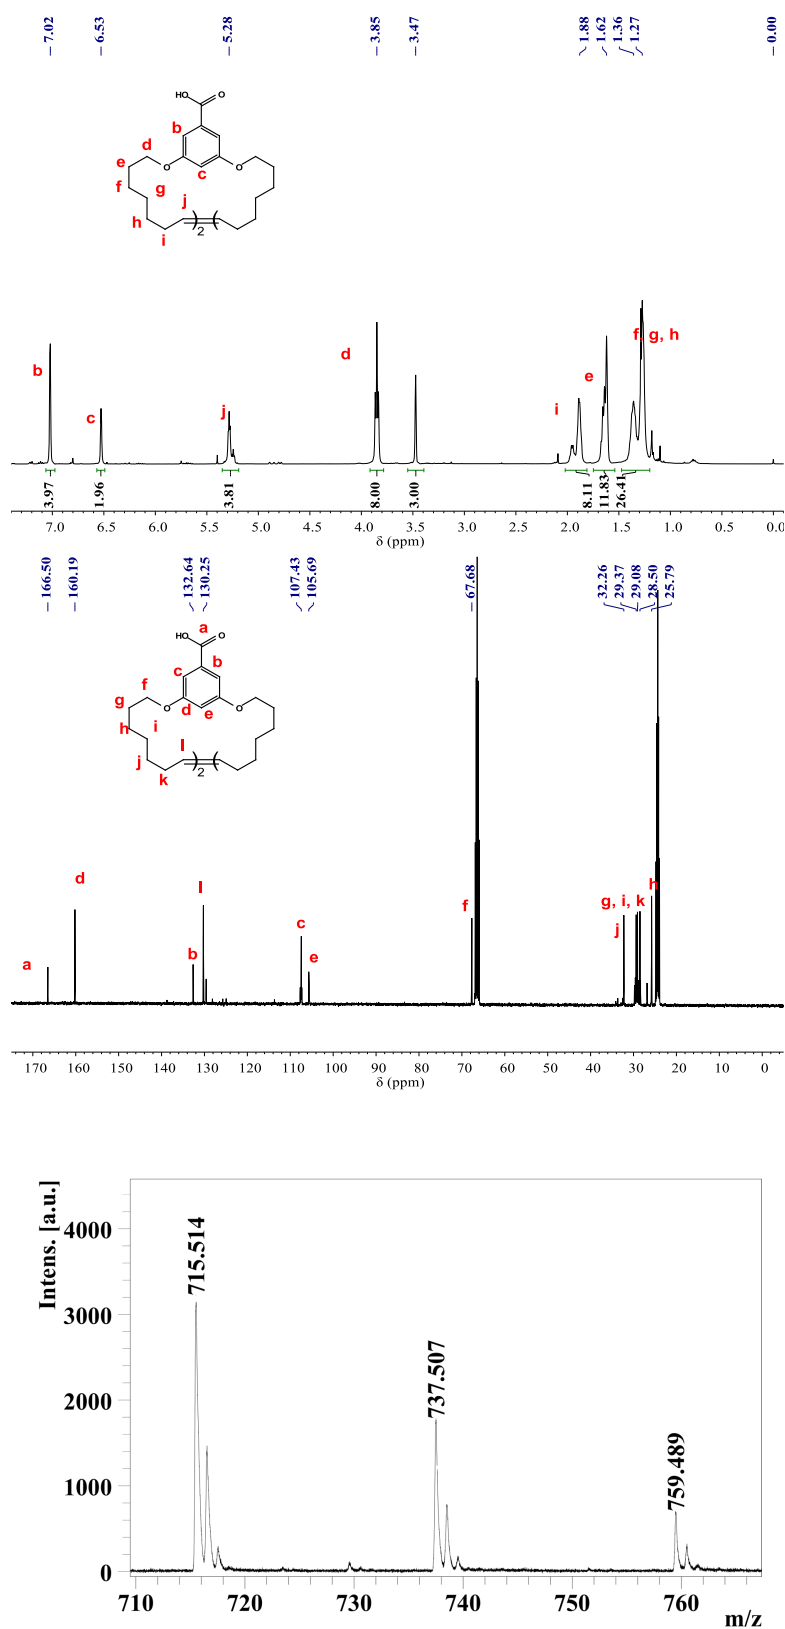 7.02 6.53 5.28 3.85 3.47 1.88 1.62 1.36 1.27 0.00
HO O
b
d
e O c O
f g
j
h 2
i
b c j d i e f, g, h
3.97 1.96 3.81 8.00 3.00 8.11 11.83 26.41
7.0 6.5 6.0 5.5 5.0 4.5 4.0 3.5 3.0 2.5 2.0 1.5 1.0 0.5 0.0
δ (ppm)
166.50 160.19 132.64 130.25 107.43 105.69 67.68 32.26 29.37 29.08 28.50 25.79
a
HO O
c b
f
g O d e O
h i
l
j 2
k
a d b l c e f g, i, k j h
170 160 150 140 130 120 110 100 90 80 70 60 50 40 30 20 10 0
δ (ppm)
Intens. [a.u.]
4000
3000
2000
1000
0
715.514
737.507
759.489
710 720 730 740 750 760
m/z